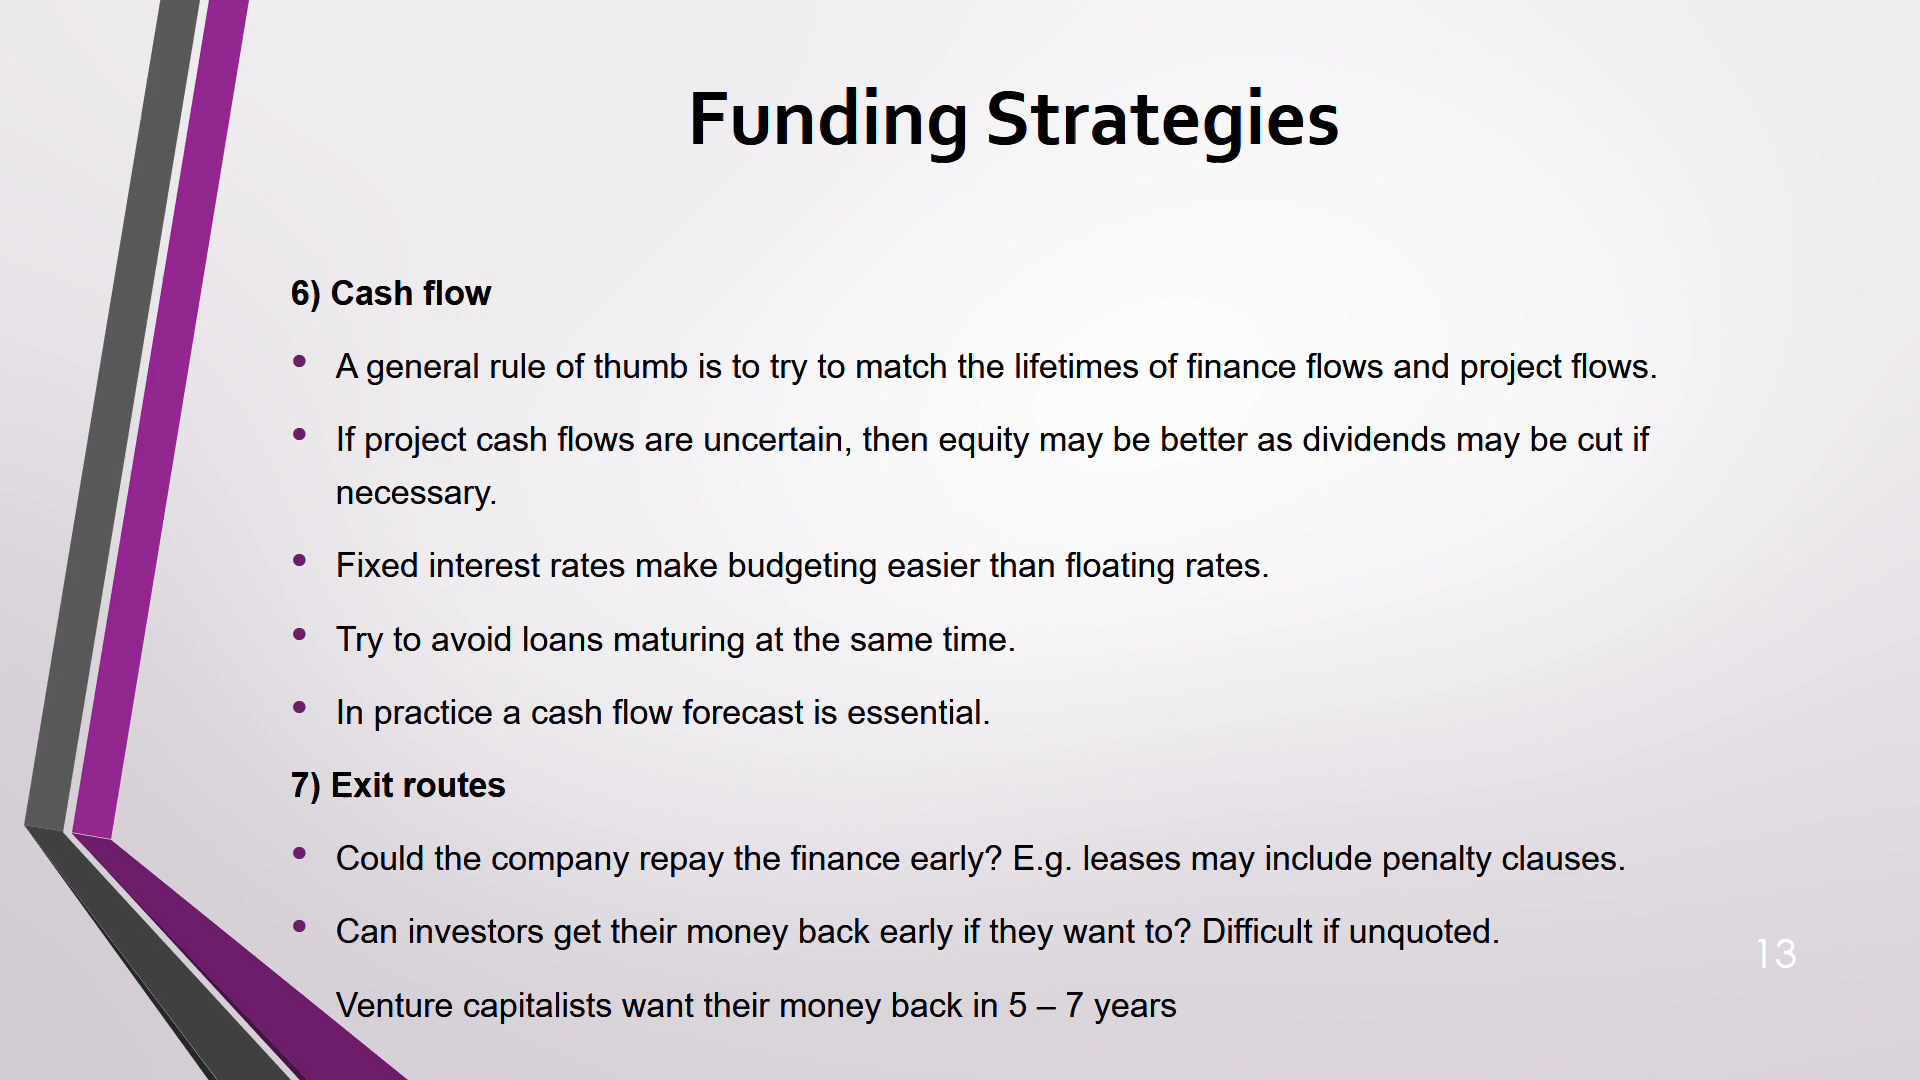 Funding Strategies
6) Cash flow
• A general rule of thumb is to try to match the lifetimes of finance flows and project flows.
• If project cash flows are uncertain, then equity may be better as dividends may be cut if
necessary.
• Fixed interest rates make budgeting easier than floating rates.
• Try to avoid loans maturing at the same time.
• In practice a cash flow forecast is essential.
7) Exit routes
• Could the company repay the finance early? E.g. leases may include penalty clauses.
• Can investors get their money back early if they want to? Difficult if unquoted.
Venture capitalists want their money back in 5 – 7 years
13